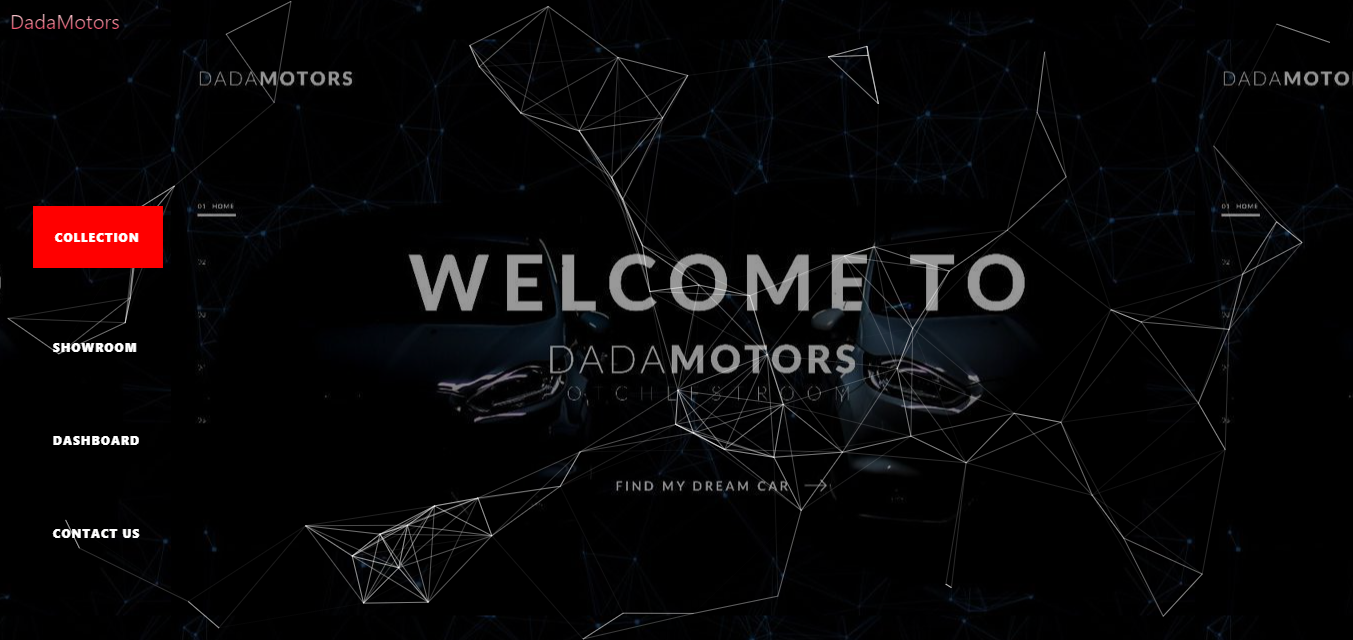 DadaMotors
DADAMOTORS
DADAMOTO
01 HOME
01 HOME
COLLECTION
WELCOME TO
SHOWROOM
DADAMOTORS
DASHBOARD
FIND MY DREAM CAR
CONTACT US